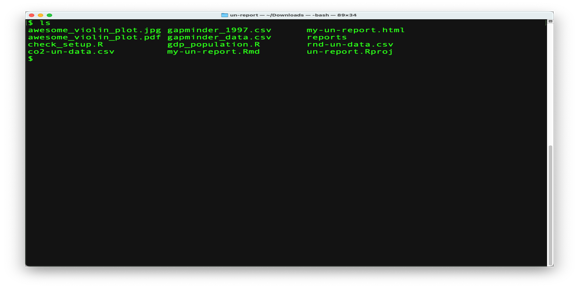 un-report — ~/Downloads — -bash — 89×34
$ ls
awesome_violin_plot.jpg gapminder_1997.csv my-un-report.html
awesome_violin_plot.pdf gapminder_data.csv reports
check_setup.R gdp_population.R rnd-un-data.csv
co2-un-data.csv my-un-report.Rmd un-report.Rproj
$